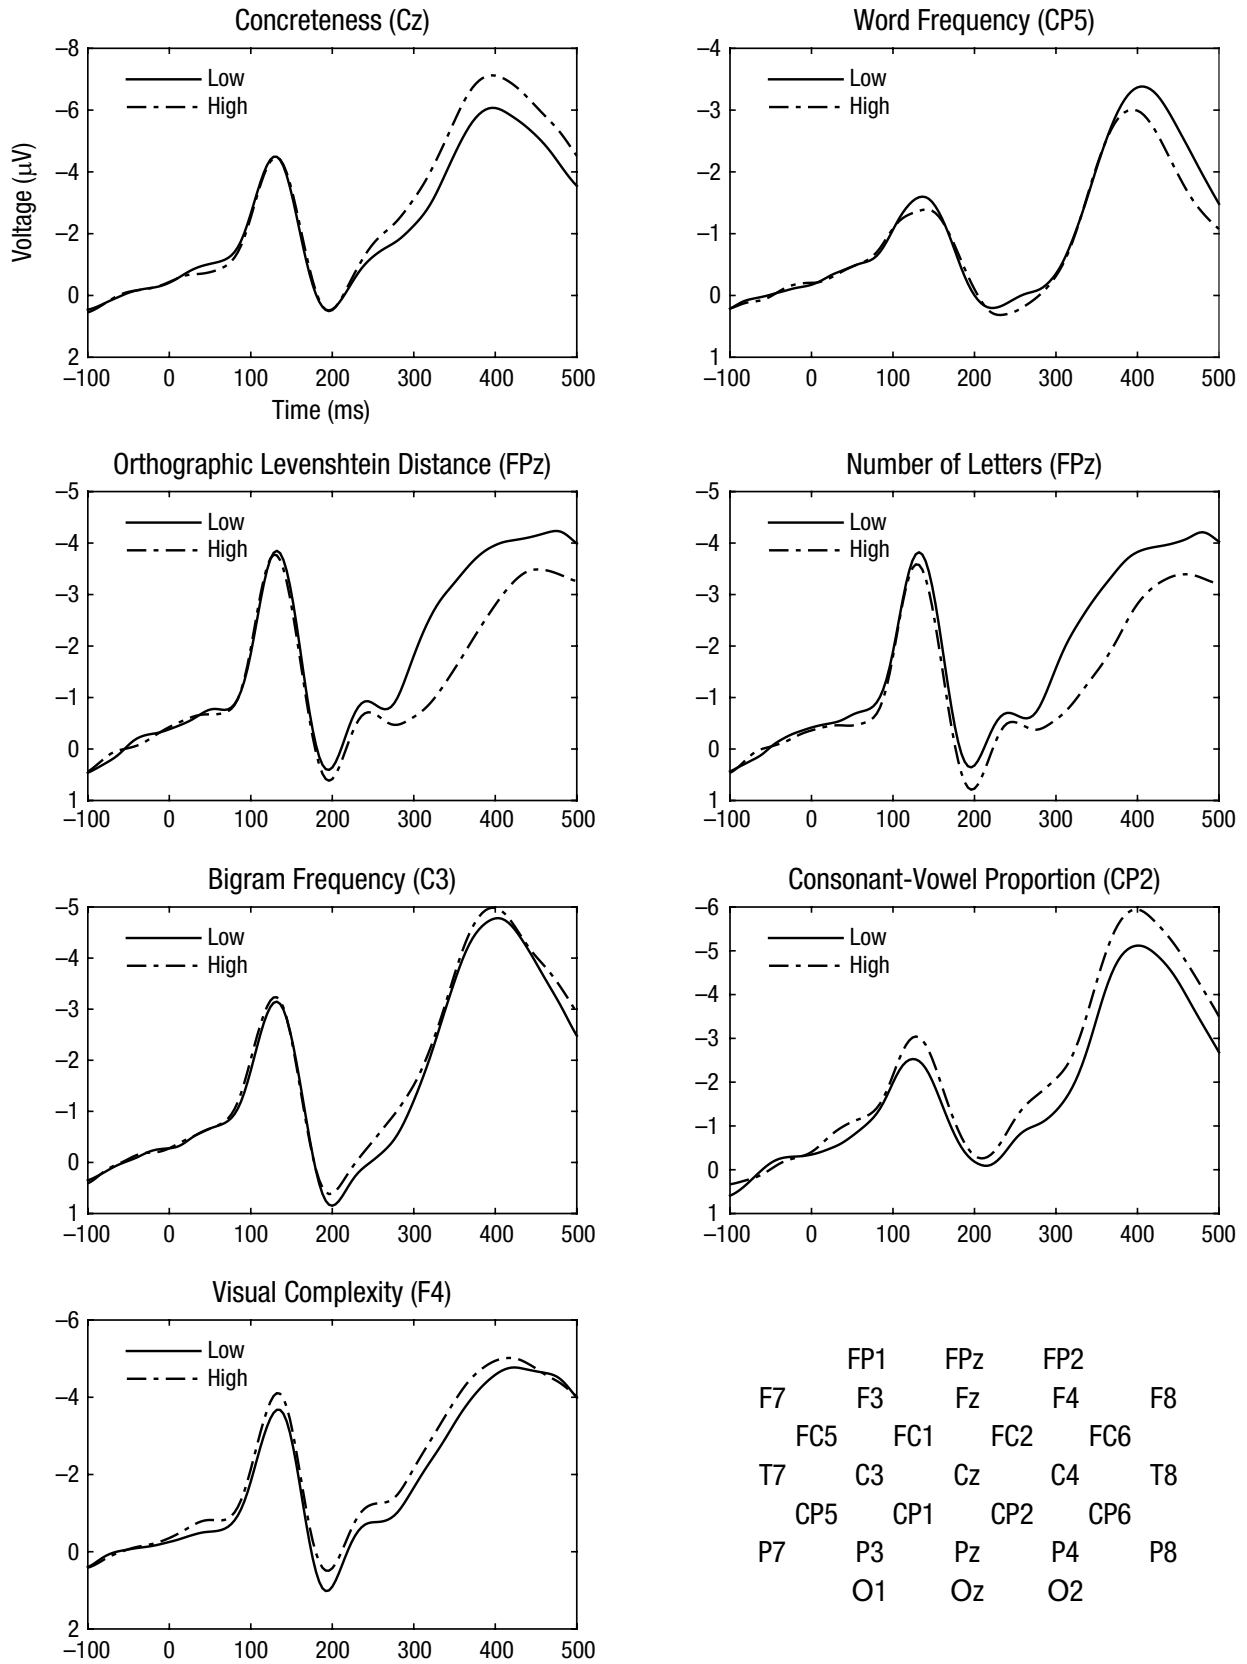 Concreteness (Cz)
–8
–6
–4
–2
0
2
Voltage (μV)
Low
High
–100 0 100 200 300 400 500
Time (ms)
Word Frequency (CP5)
–4
–3
–2
–1
0
1
Low
High
–100 0 100 200 300 400 500
Orthographic Levenshtein Distance (FPz)
–5
–4
–3
–2
–1
0
1
Low
High
–100 0 100 200 300 400 500
Number of Letters (FPz)
–5
–4
–3
–2
–1
0
1
Low
High
–100 0 100 200 300 400 500
Bigram Frequency (C3)
–5
–4
–3
–2
–1
0
1
Low
High
–100 0 100 200 300 400 500
Consonant-Vowel Proportion (CP2)
–6
–5
–4
–3
–2
–1
0
1
Low
High
–100 0 100 200 300 400 500
Visual Complexity (F4)
–6
–4
–2
0
2
Low
High
–100 0 100 200 300 400 500
FP1 FPz FP2
F7 F3 Fz F4 F8
FC5 FC1 FC2 FC6
T7 C3 Cz C4 T8
CP5 CP1 CP2 CP6
P7 P3 Pz P4 P8
O1 Oz O2